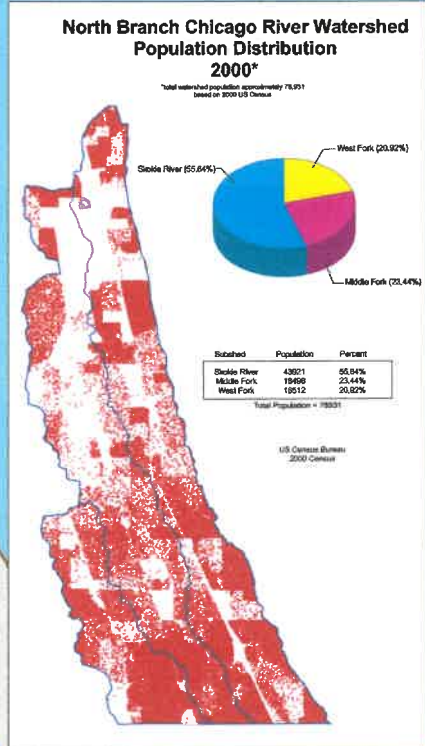 North Branch Chicago River Watershed
Population Distribution
2000*
*total watershed population approximately 78,931
based on 2000 US Census
West Fork (20.92%)
Skokie River (55.64%)
Middle Fork (23.44%)
Subshed Population Percent
Skokie River 43921 55.64%
Middle Fork 18498 23.44%
West Fork 16512 20.92%
Total Population = 78931
US Census Bureau
2000 Census